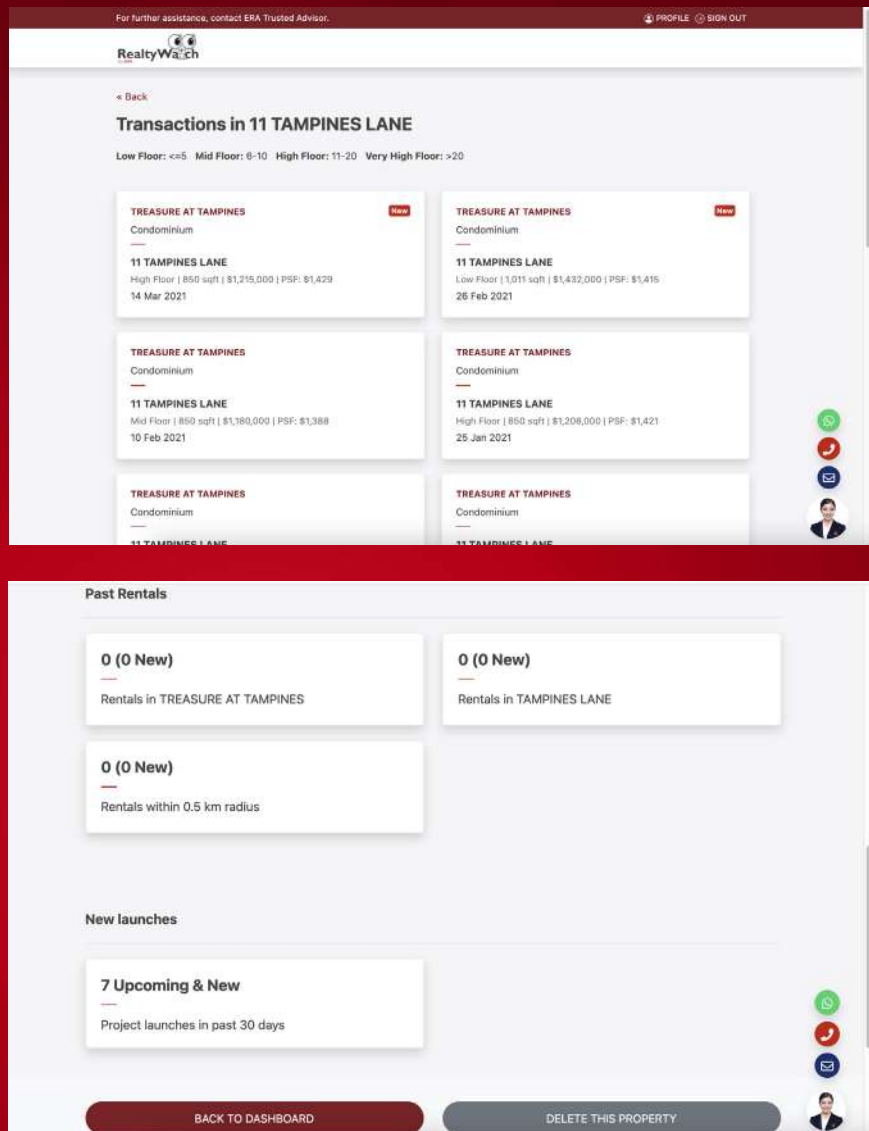 For further assistance, contact ERA Trusted Advisor.
PROFILE SIGN OUT
RealtyWatch
« Back
Transactions in 11 TAMPINES LANE
Low Floor: <=5 Mid Floor: 6-10 High Floor: 11-20 Very High Floor: >20
TREASURE AT TAMPINES New
Condominium
11 TAMPINES LANE
High Floor | 850 sqft | $1,215,000 | PSF: $1,429
14 Mar 2021
TREASURE AT TAMPINES New
Condominium
11 TAMPINES LANE
Low Floor | 1,011 sqft | $1,432,000 | PSF: $1,415
26 Feb 2021
TREASURE AT TAMPINES
Condominium
11 TAMPINES LANE
Mid Floor | 850 sqft | $1,180,000 | PSF: $1,388
10 Feb 2021
TREASURE AT TAMPINES
Condominium
11 TAMPINES LANE
High Floor | 850 sqft | $1,208,000 | PSF: $1,421
25 Jan 2021
TREASURE AT TAMPINES
Condominium
11 TAMPINES LANE
TREASURE AT TAMPINES
Condominium
11 TAMPINES LANE
Past Rentals
0 (0 New)
Rentals in TREASURE AT TAMPINES
0 (0 New)
Rentals in TAMPINES LANE
0 (0 New)
Rentals within 0.5 km radius
New launches
7 Upcoming & New
Project launches in past 30 days
BACK TO DASHBOARD
DELETE THIS PROPERTY